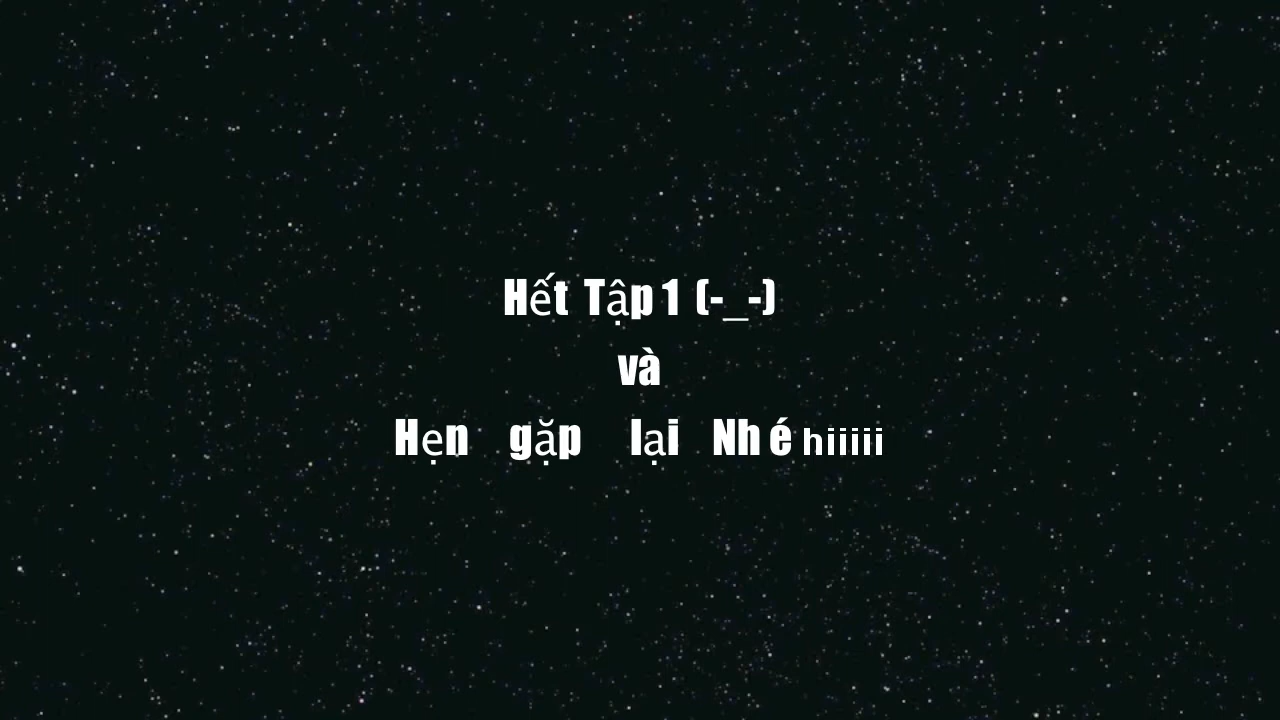 Hết Tập 1 (-_-)
và
Hẹn gặp lại Nhé hiiiii